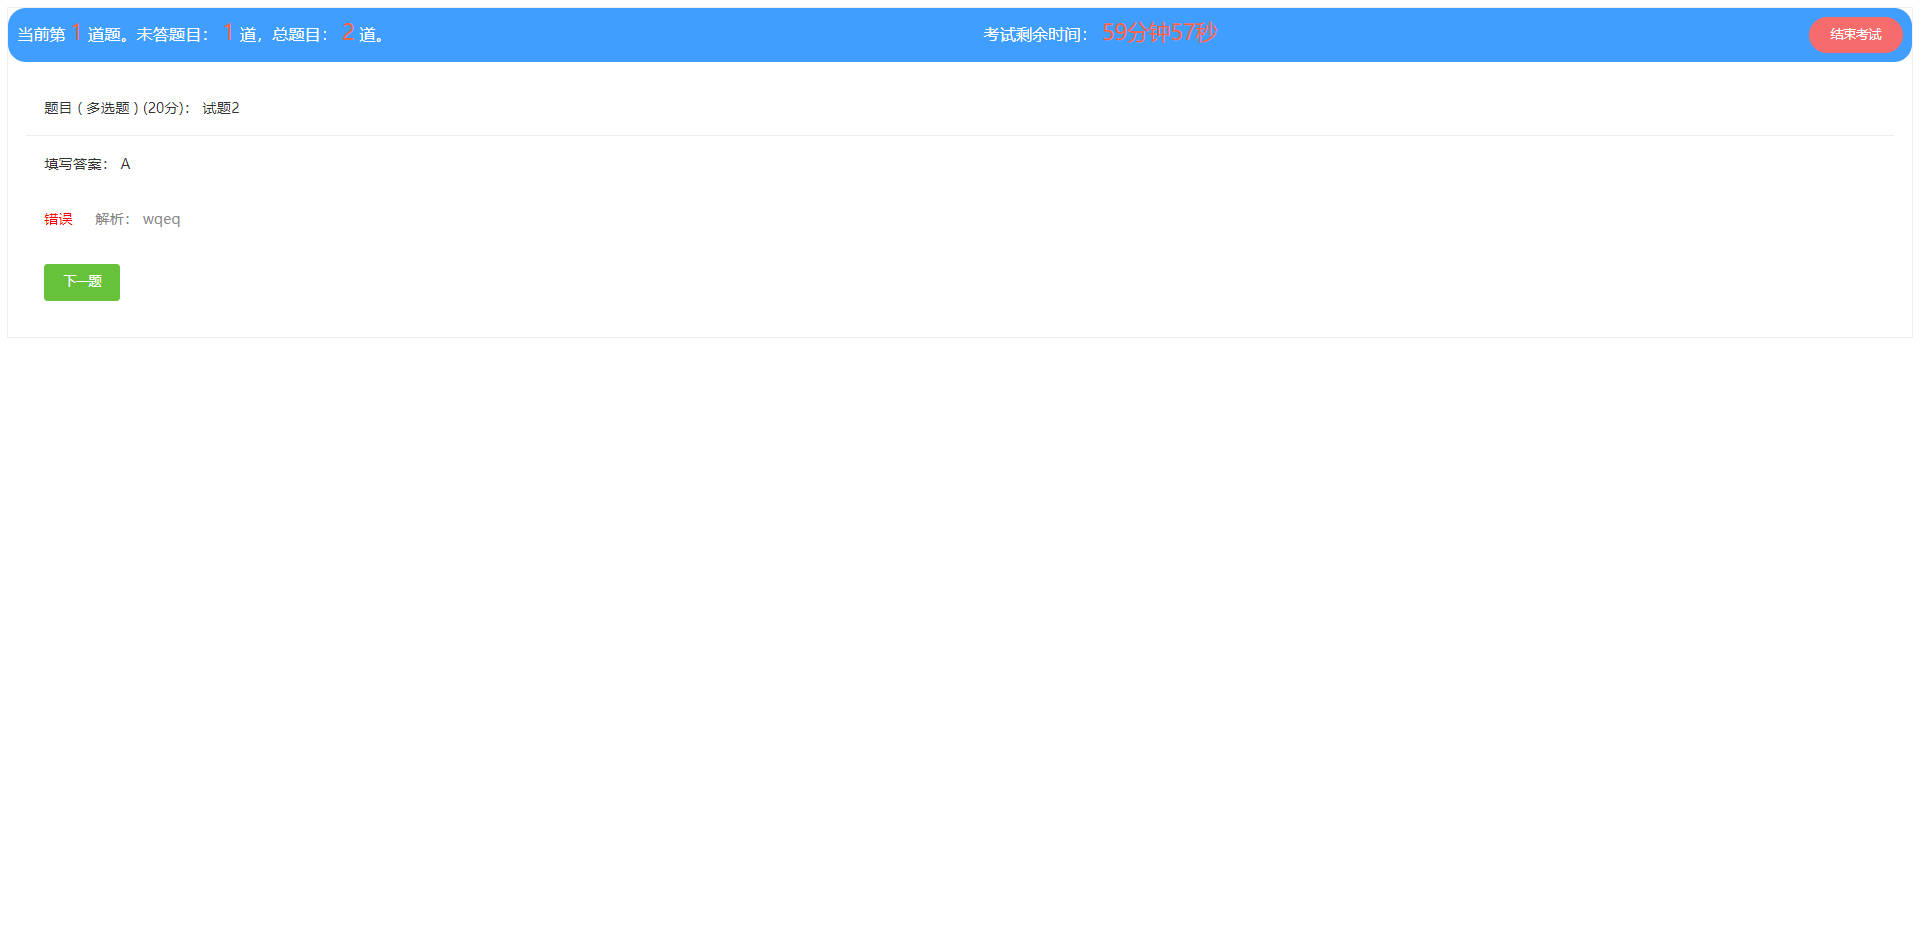 当前第 1 道题。未答题目： 1 道，总题目： 2 道。
考试剩余时间： 59分钟57秒
结束考试
题目 ( 多选题 ) (20分)： 试题2
填写答案： A
错误 解析： wqeq
下一题